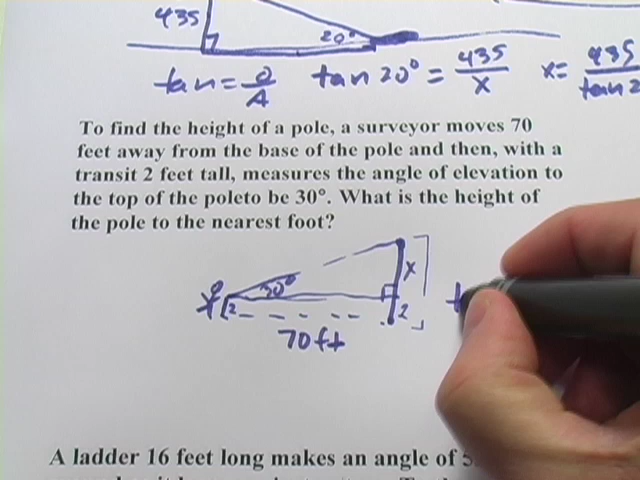 435
20°
tan = O/A tan 20° = 435/x x = 435/tan 2
To find the height of a pole, a surveyor moves 70
feet away from the base of the pole and then, with a
transit 2 feet tall, measures the angle of elevation to
the top of the poleto be 30°. What is the height of
the pole to the nearest foot?
30° x
2 2 t
70 ft
A ladder 16 feet long makes an angle of 5